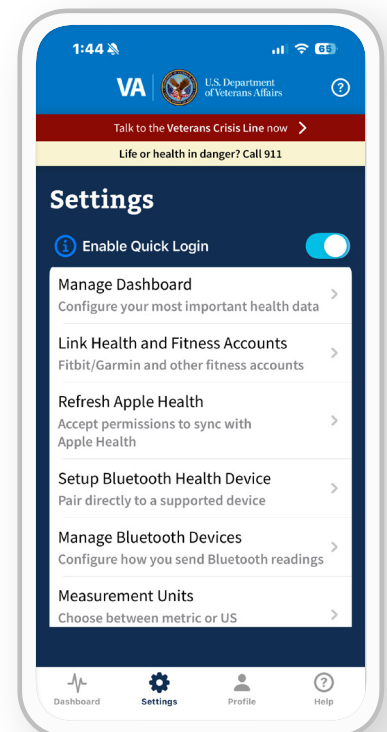 1:44
65
VA
U.S. Department
of Veterans Affairs
Talk to the Veterans Crisis Line now
Life or health in danger? Call 911
Settings
Enable Quick Login
Manage Dashboard
Configure your most important health data
Link Health and Fitness Accounts
Fitbit/Garmin and other fitness accounts
Refresh Apple Health
Accept permissions to sync with
Apple Health
Setup Bluetooth Health Device
Pair directly to a supported device
Manage Bluetooth Devices
Configure how you send Bluetooth readings
Measurement Units
Choose between metric or US
Dashboard
Settings
Profile
Help